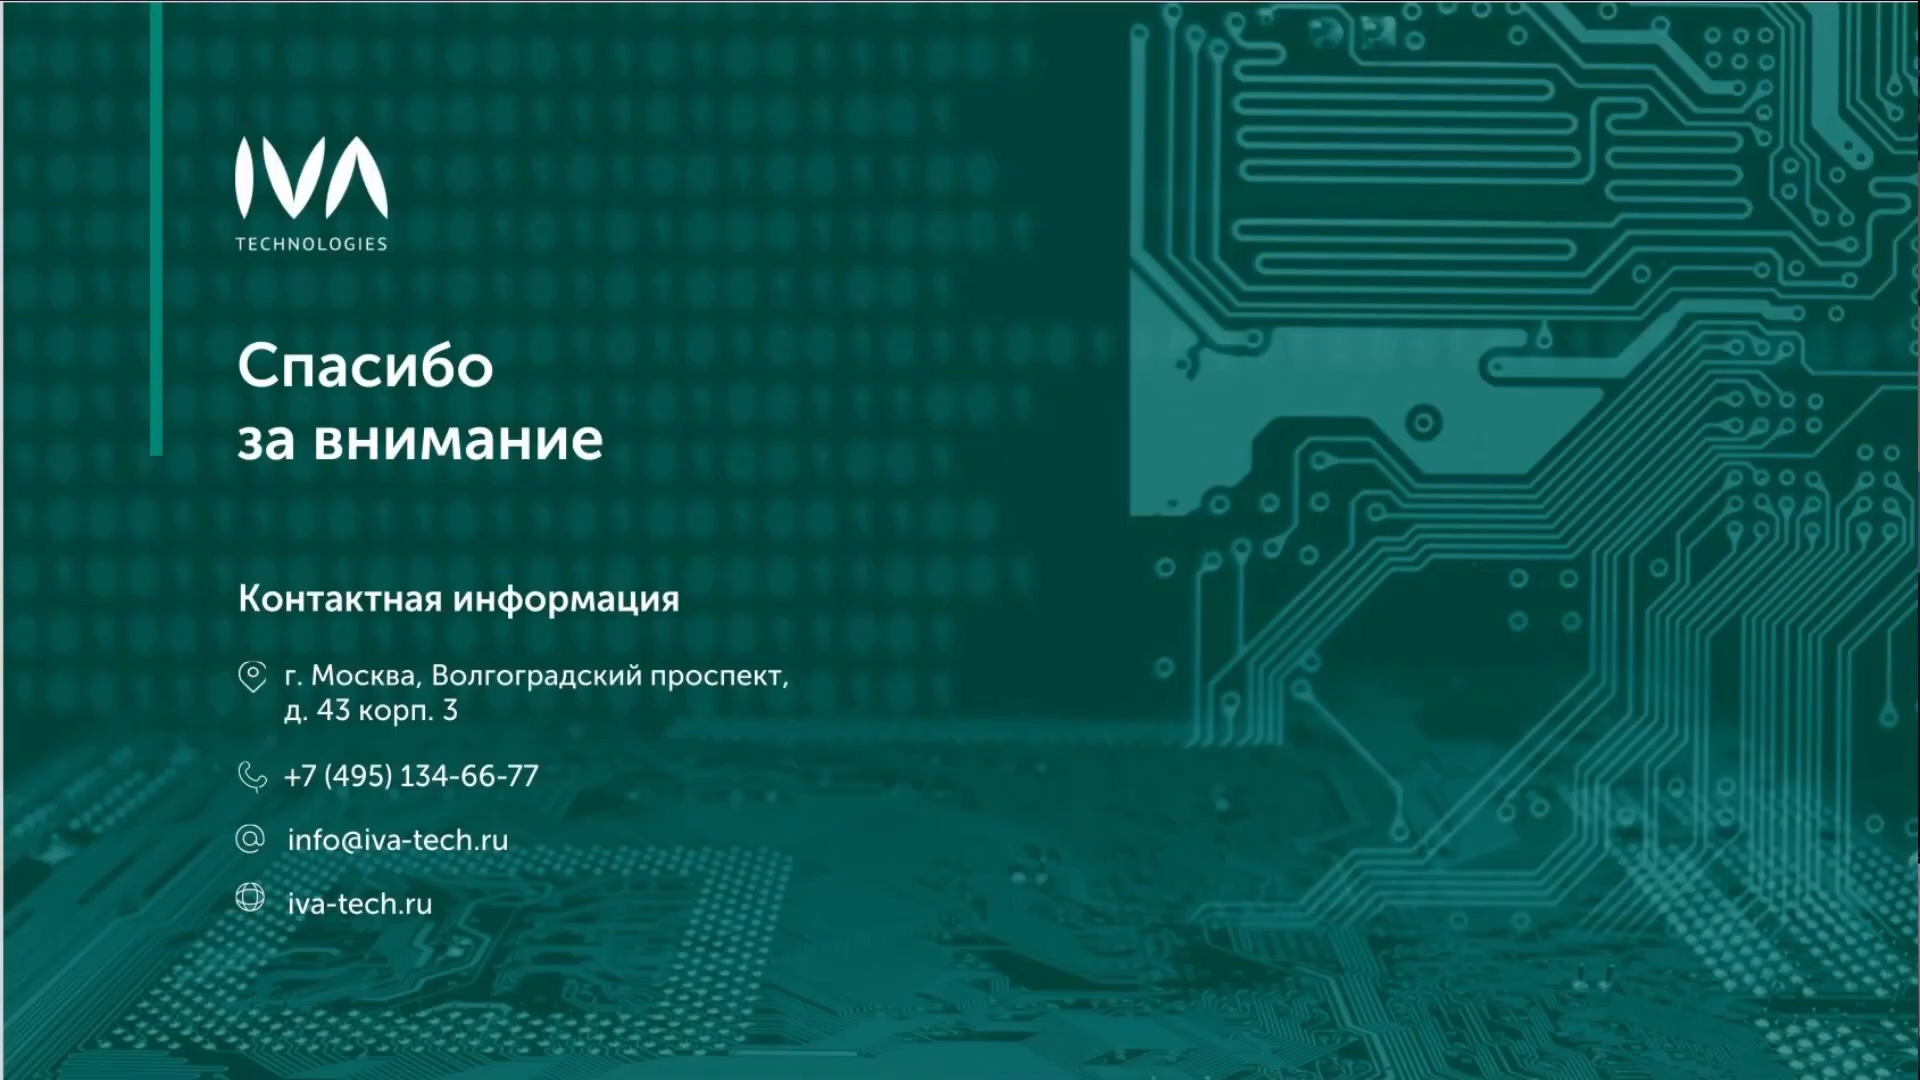 IVA
TECHNOLOGIES
Спасибо
за внимание
Контактная информация
г. Москва, Волгоградский проспект,
д. 43 корп. 3
+7 (495) 134-66-77
info@iva-tech.ru
iva-tech.ru